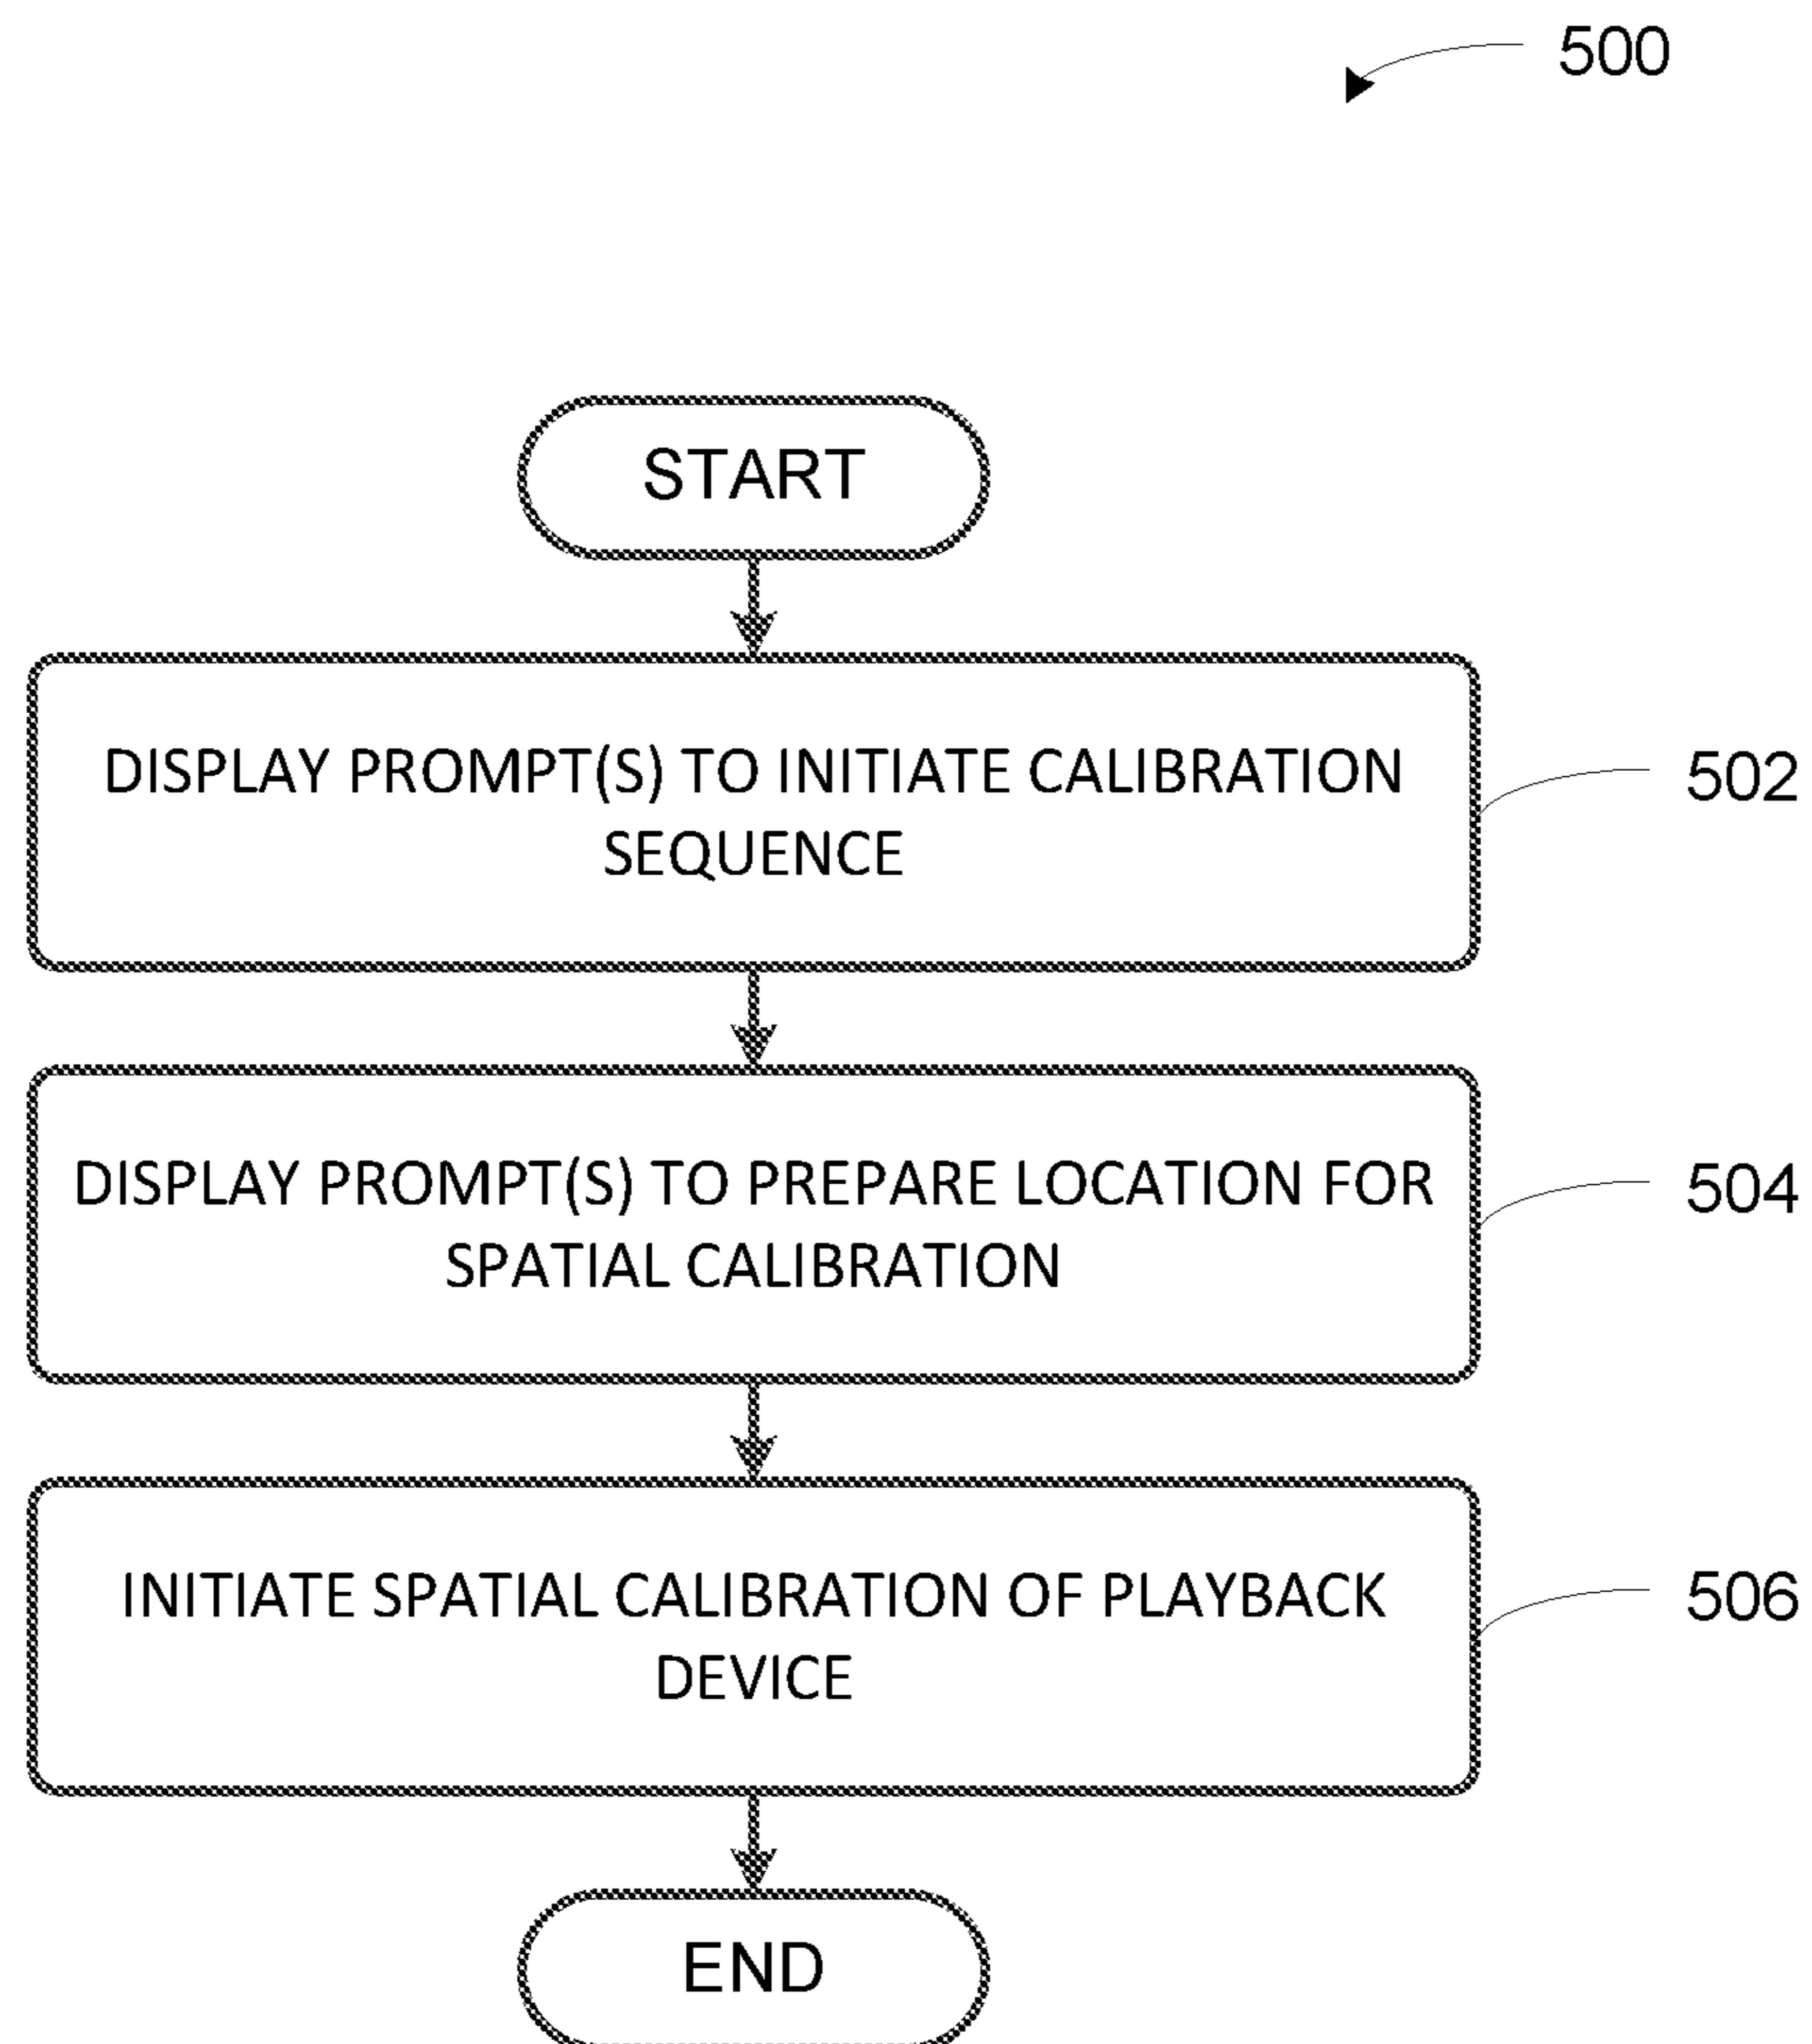 500
START
DISPLAY PROMPT(S) TO INITIATE CALIBRATION
SEQUENCE
502
DISPLAY PROMPT(S) TO PREPARE LOCATION FOR
SPATIAL CALIBRATION
504
INITIATE SPATIAL CALIBRATION OF PLAYBACK
DEVICE
506
END